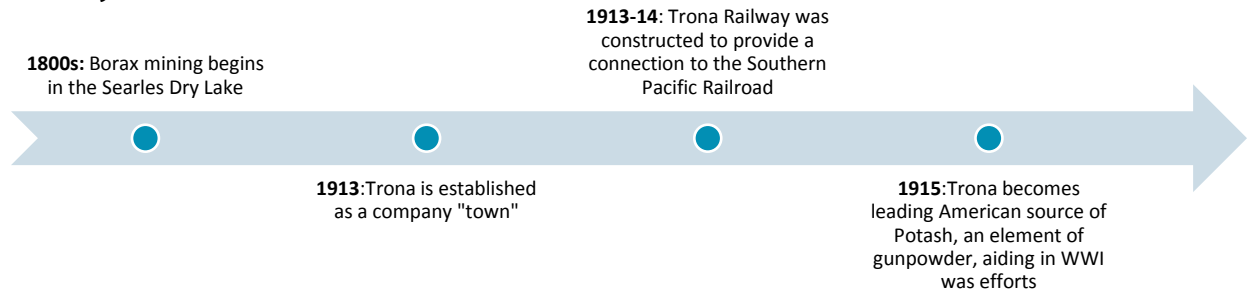 1800s: Borax mining begins
in the Searles Dry Lake
1913:Trona is established
as a company "town"
1913-14: Trona Railway was
constructed to provide a
connection to the Southern
Pacific Railroad
1915:Trona becomes
leading American source of
Potash, an element of
gunpowder, aiding in WWI
was efforts